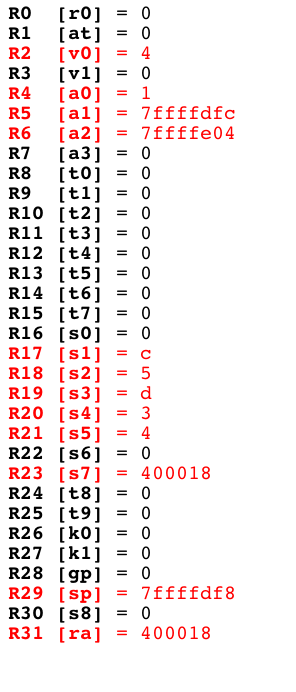 R0 [r0] = 0
R1 [at] = 0
R2 [v0] = 4
R3 [v1] = 0
R4 [a0] = 1
R5 [a1] = 7ffffdfc
R6 [a2] = 7ffffe04
R7 [a3] = 0
R8 [t0] = 0
R9 [t1] = 0
R10 [t2] = 0
R11 [t3] = 0
R12 [t4] = 0
R13 [t5] = 0
R14 [t6] = 0
R15 [t7] = 0
R16 [s0] = 0
R17 [s1] = c
R18 [s2] = 5
R19 [s3] = d
R20 [s4] = 3
R21 [s5] = 4
R22 [s6] = 0
R23 [s7] = 400018
R24 [t8] = 0
R25 [t9] = 0
R26 [k0] = 0
R27 [k1] = 0
R28 [gp] = 0
R29 [sp] = 7ffffdf8
R30 [s8] = 0
R31 [ra] = 400018